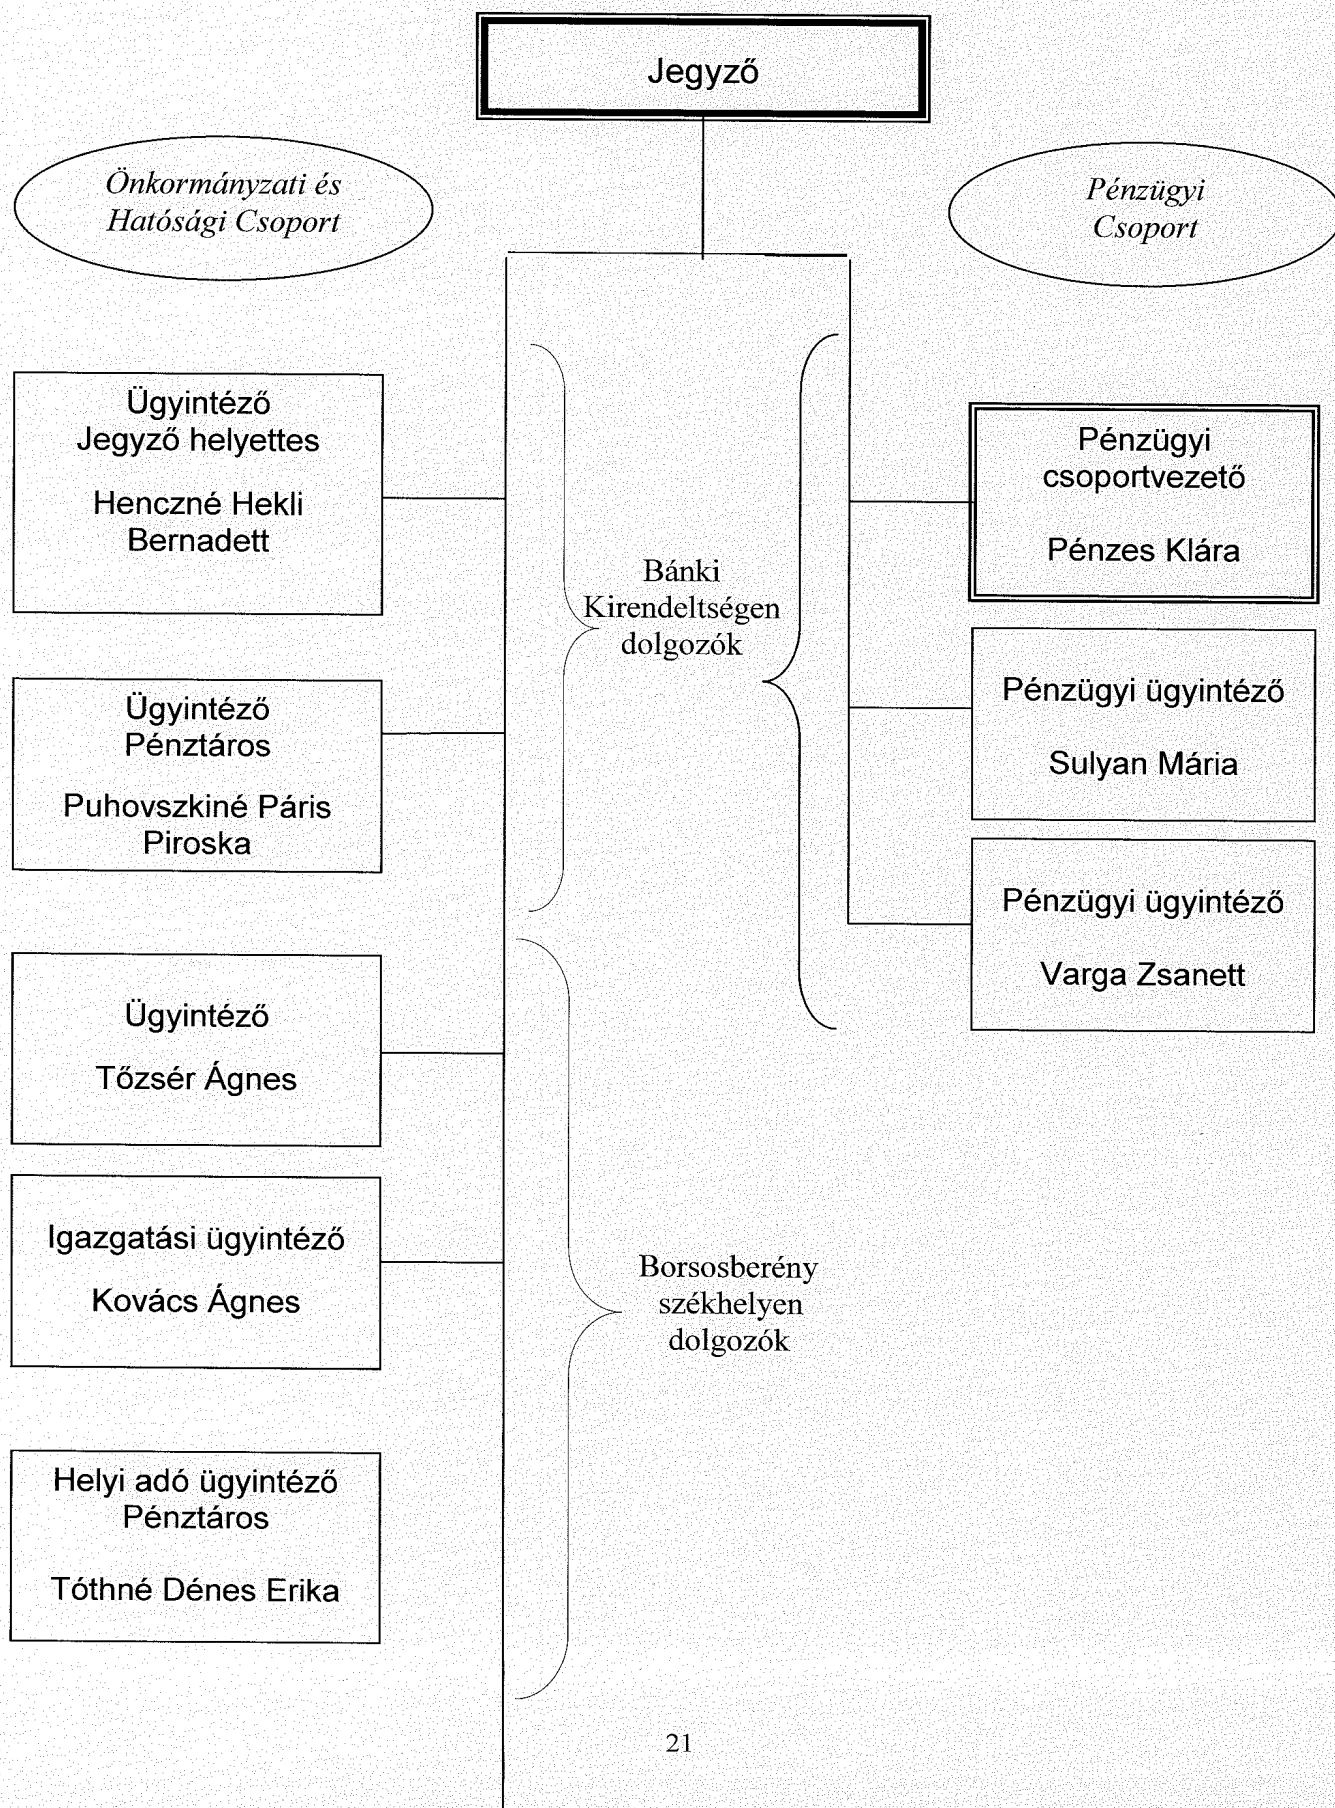 Jegyző
Önkormányzati és
Hatósági Csoport
Pénzügyi
Csoport
Ügyintéző
Jegyző helyettes
Henczné Hekli
Bernadett
Ügyintéző
Pénztáros
Puhovszkiné Páris
Piroska
Ügyintéző
Tőzsér Ágnes
Igazgatási ügyintéző
Kovács Ágnes
Helyi adó ügyintéző
Pénztáros
Tóthné Dénes Erika
Bánki
Kirendeltségen
dolgozók
Borsosberény
székhelyen
dolgozók
Pénzügyi
csoportvezető
Pénzes Klára
Pénzügyi ügyintéző
Sulyan Mária
Pénzügyi ügyintéző
Varga Zsanett
21